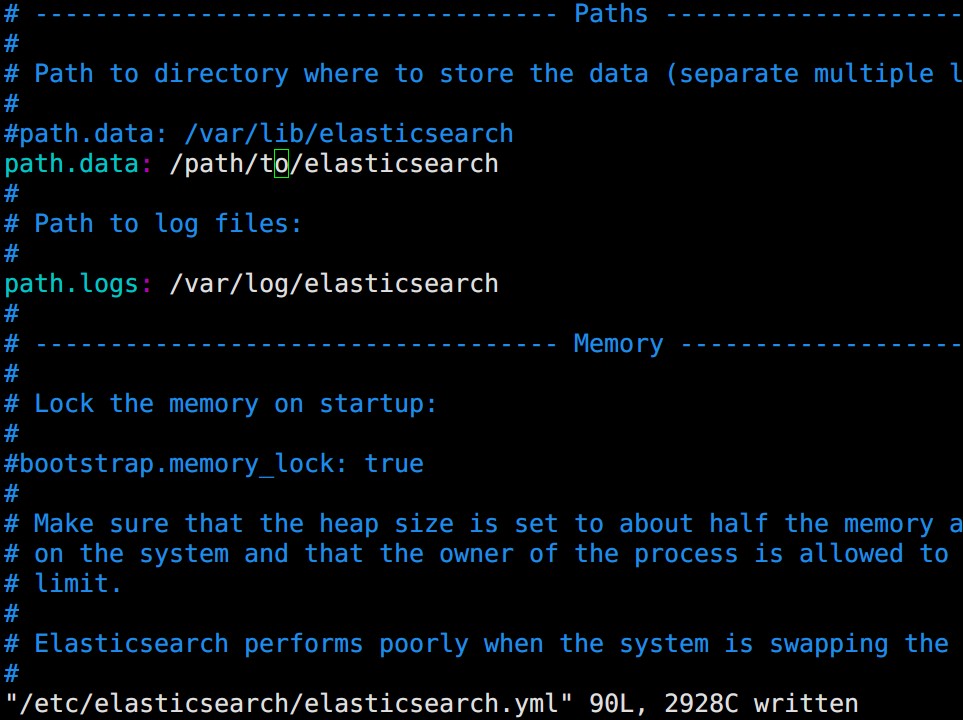 # ----------------------------------- Paths --------------------
#
# Path to directory where to store the data (separate multiple l
#
#path.data: /var/lib/elasticsearch
path.data: /path/to/elasticsearch
#
# Path to log files:
#
path.logs: /var/log/elasticsearch
#
# ----------------------------------- Memory -------------------
#
# Lock the memory on startup:
#
#bootstrap.memory_lock: true
#
# Make sure that the heap size is set to about half the memory a
# on the system and that the owner of the process is allowed to
# limit.
#
# Elasticsearch performs poorly when the system is swapping the
#
"/etc/elasticsearch/elasticsearch.yml" 90L, 2928C written